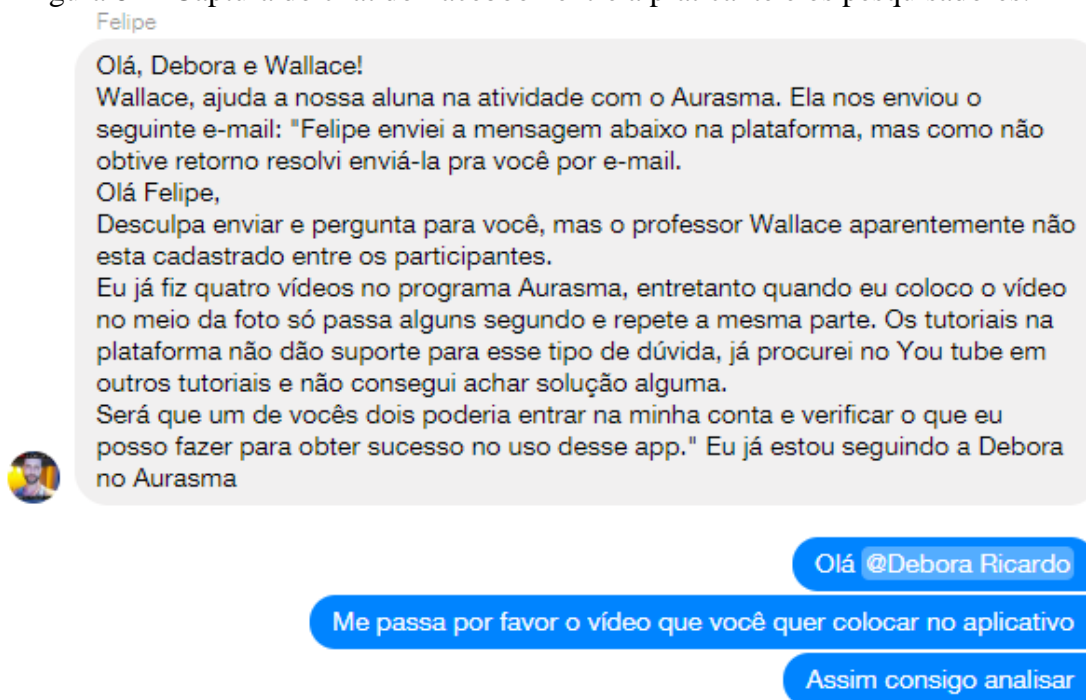 Felipe
Olá, Debora e Wallace!
Wallace, ajuda a nossa aluna na atividade com o Aurasma. Ela nos enviou o
seguinte e-mail: "Felipe enviei a mensagem abaixo na plataforma, mas como não
obtive retorno resolvi enviá-la pra você por e-mail.
Olá Felipe,
Desculpa enviar e pergunta para você, mas o professor Wallace aparentemente não
esta cadastrado entre os participantes.
Eu já fiz quatro vídeos no programa Aurasma, entretanto quando eu coloco o vídeo
no meio da foto só passa alguns segundo e repete a mesma parte. Os tutoriais na
plataforma não dão suporte para esse tipo de dúvida, já procurei no You tube em
outros tutoriais e não consegui achar solução alguma.
Será que um de vocês dois poderia entrar na minha conta e verificar o que eu
posso fazer para obter sucesso no uso desse app." Eu já estou seguindo a Debora
no Aurasma
Olá @Debora Ricardo
Me passa por favor o vídeo que você quer colocar no aplicativo
Assim consigo analisar